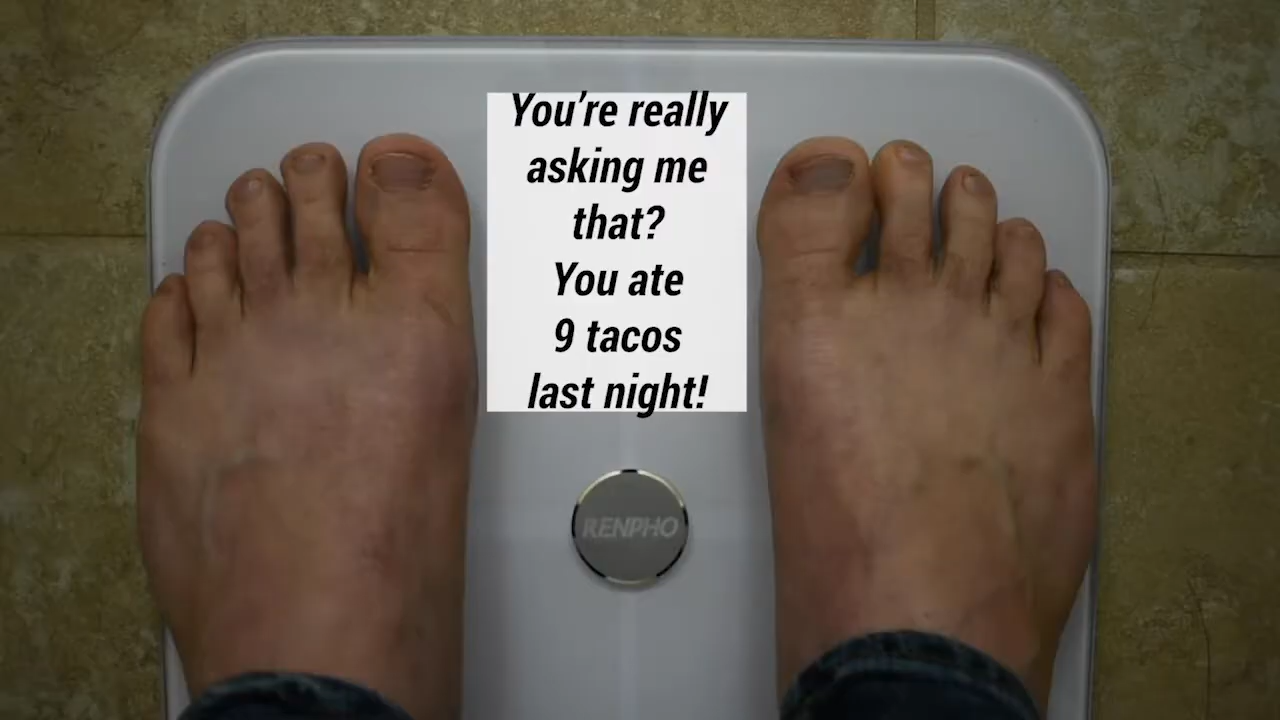 You’re really
asking me
that?
You ate
9 tacos
last night!
RENPHO